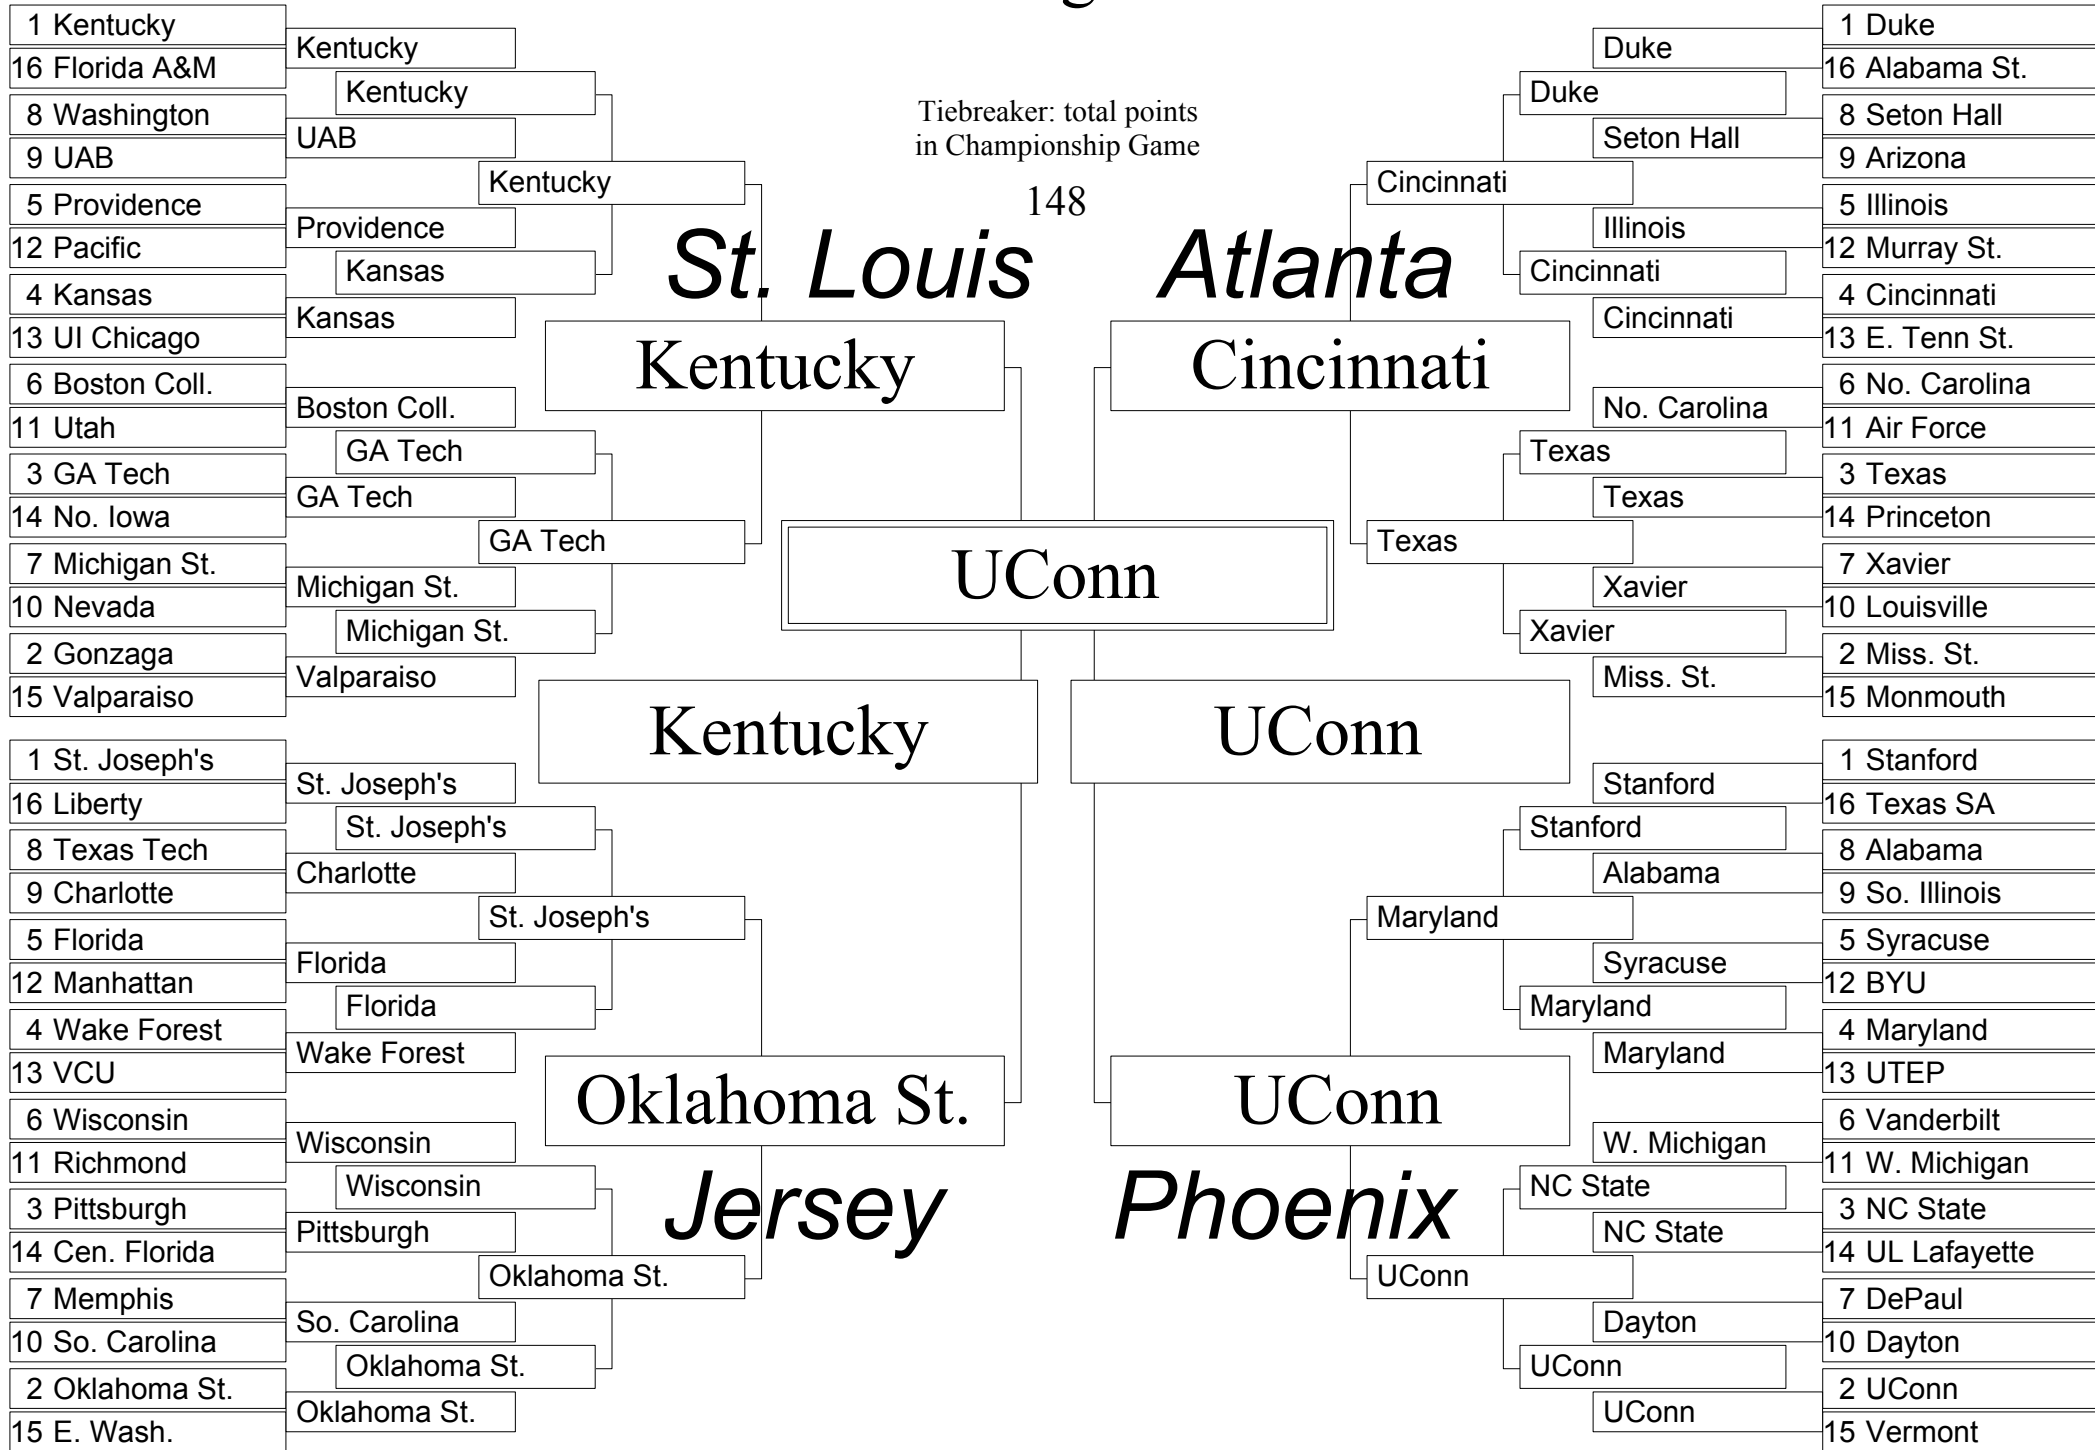 1 Kentucky
16 Florida A&M
8 Washington
9 UAB
5 Providence
12 Pacific
4 Kansas
13 UI Chicago
6 Boston Coll.
11 Utah
3 GA Tech
14 No. Iowa
7 Michigan St.
10 Nevada
2 Gonzaga
15 Valparaiso
Kentucky
UAB
Providence
Kansas
Boston Coll.
GA Tech
Michigan St.
Valparaiso
Kentucky
Kansas
GA Tech
Michigan St.
Kentucky
GA Tech
St. Louis
Kentucky
1 St. Joseph's
16 Liberty
8 Texas Tech
9 Charlotte
5 Florida
12 Manhattan
4 Wake Forest
13 VCU
6 Wisconsin
11 Richmond
3 Pittsburgh
14 Cen. Florida
7 Memphis
10 So. Carolina
2 Oklahoma St.
15 E. Wash.
St. Joseph's
Charlotte
Florida
Wake Forest
Wisconsin
Pittsburgh
So. Carolina
Oklahoma St.
St. Joseph's
Florida
Wisconsin
Oklahoma St.
St. Joseph's
Oklahoma St.
Oklahoma St.
Jersey
Tiebreaker: total points
in Championship Game
148
UConn
Kentucky
UConn
Atlanta
Cincinnati
Cincinnati
Texas
Duke
Cincinnati
Texas
Xavier
Duke
Seton Hall
Illinois
Cincinnati
No. Carolina
Texas
Xavier
Miss. St.
1 Duke
16 Alabama St.
8 Seton Hall
9 Arizona
5 Illinois
12 Murray St.
4 Cincinnati
13 E. Tenn St.
6 No. Carolina
11 Air Force
3 Texas
14 Princeton
7 Xavier
10 Louisville
2 Miss. St.
15 Monmouth
UConn
Phoenix
Maryland
UConn
Stanford
Maryland
NC State
UConn
Stanford
Alabama
Syracuse
Maryland
W. Michigan
NC State
Dayton
UConn
1 Stanford
16 Texas SA
8 Alabama
9 So. Illinois
5 Syracuse
12 BYU
4 Maryland
13 UTEP
6 Vanderbilt
11 W. Michigan
3 NC State
14 UL Lafayette
7 DePaul
10 Dayton
2 UConn
15 Vermont